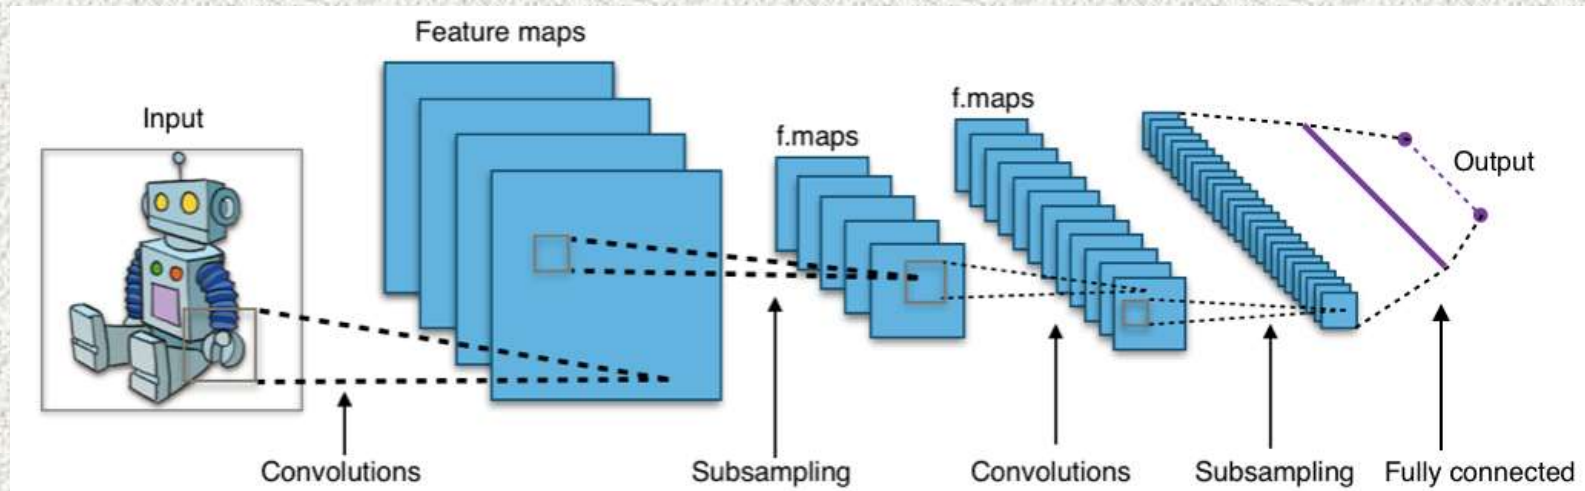 Feature maps
Input
f.maps
f.maps
Output
Convolutions
Subsampling
Convolutions
Subsampling
Fully connected